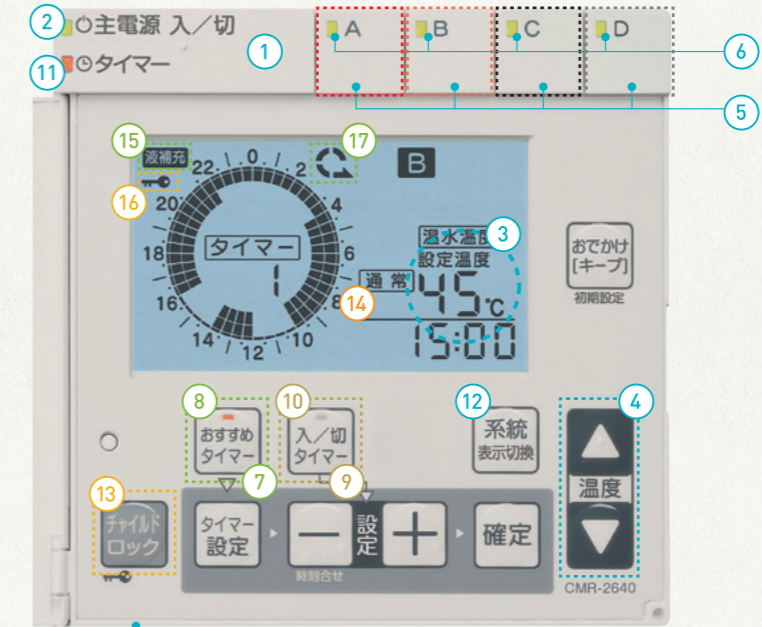 ② 主電源 入／切
①
A
B
C
D
⑥
⑪ タイマー
⑤
⑮
⑰
液補充
22 0 2
B
⑯
20 4
温水温度 ③
18 タイマー 6
設定温度
1
通常 45℃
16 8
⑭
14 12 10
15:00
おでかけ
[キープ]
初期設定
⑧
⑩
⑫
④
おすすめ
タイマー
入／切
タイマー
系統
表示切換
⑦
⑨
温度
⑬
チャイルド
ロック
タイマー
設定
－
設定
＋
確定
時刻合せ
CMR-2640